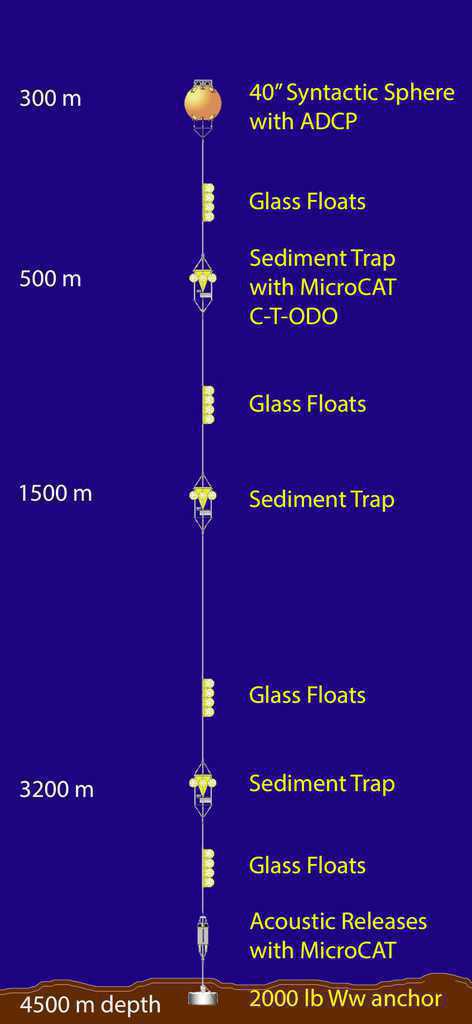 300 m
40” Syntactic Sphere
with ADCP
Glass Floats
500 m
Sediment Trap
with MicroCAT
C-T-ODO
Glass Floats
1500 m
Sediment Trap
Glass Floats
3200 m
Sediment Trap
Glass Floats
Acoustic Releases
with MicroCAT
4500 m depth
2000 lb Ww anchor